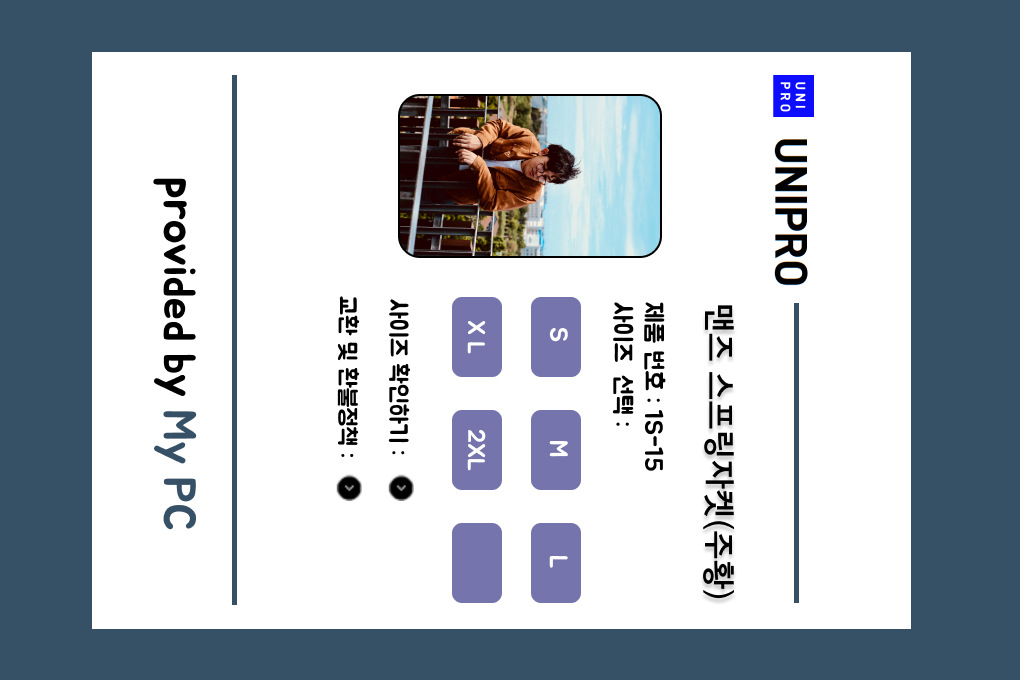 UNI
PRO
UNIPRO
맨즈 스프링자켓(주황)
제품 번호 : 1S-15
사이즈 선택 :
S M L
XL 2XL
사이즈 확인하기 :
교환 및 환불정책 :
provided by My PC